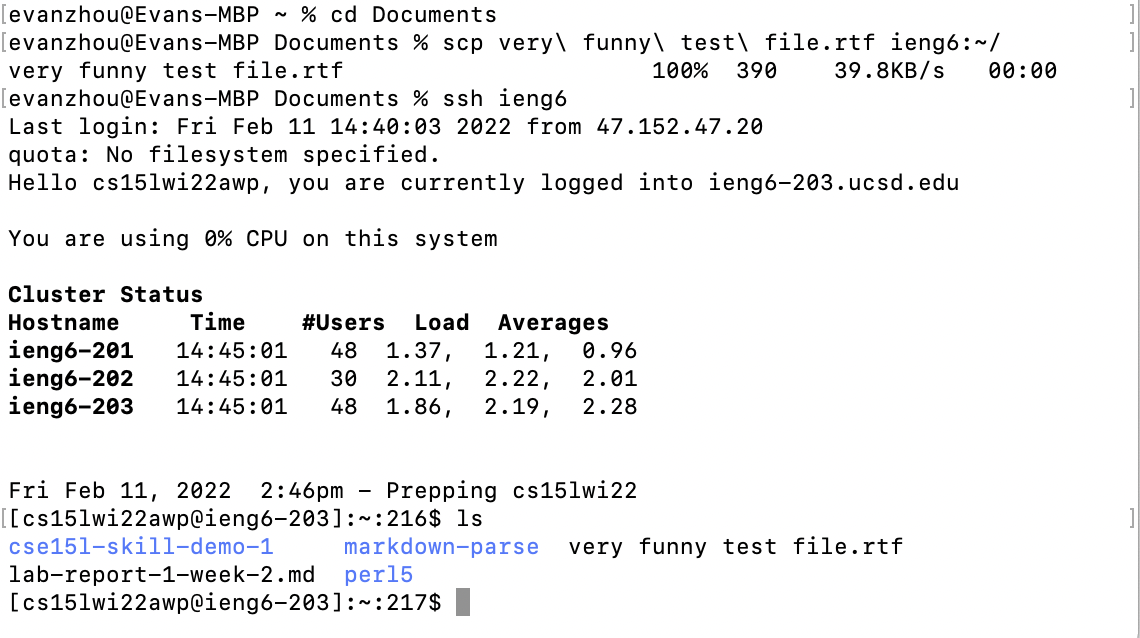 [evanzhou@Evans-MBP ~ % cd Documents ]
[evanzhou@Evans-MBP Documents % scp very\ funny\ test\ file.rtf ieng6:~/ ]
very funny test file.rtf 100% 390 39.8KB/s 00:00
[evanzhou@Evans-MBP Documents % ssh ieng6 ]
Last login: Fri Feb 11 14:40:03 2022 from 47.152.47.20
quota: No filesystem specified.
Hello cs15lwi22awp, you are currently logged into ieng6-203.ucsd.edu
You are using 0% CPU on this system
Cluster Status
Hostname Time #Users Load Averages
ieng6-201 14:45:01 48 1.37, 1.21, 0.96
ieng6-202 14:45:01 30 2.11, 2.22, 2.01
ieng6-203 14:45:01 48 1.86, 2.19, 2.28
Fri Feb 11, 2022 2:46pm - Prepping cs15lwi22
[[cs15lwi22awp@ieng6-203]:~:216$ ls ]
cse15l-skill-demo-1 markdown-parse very funny test file.rtf
lab-report-1-week-2.md perl5
[cs15lwi22awp@ieng6-203]:~:217$